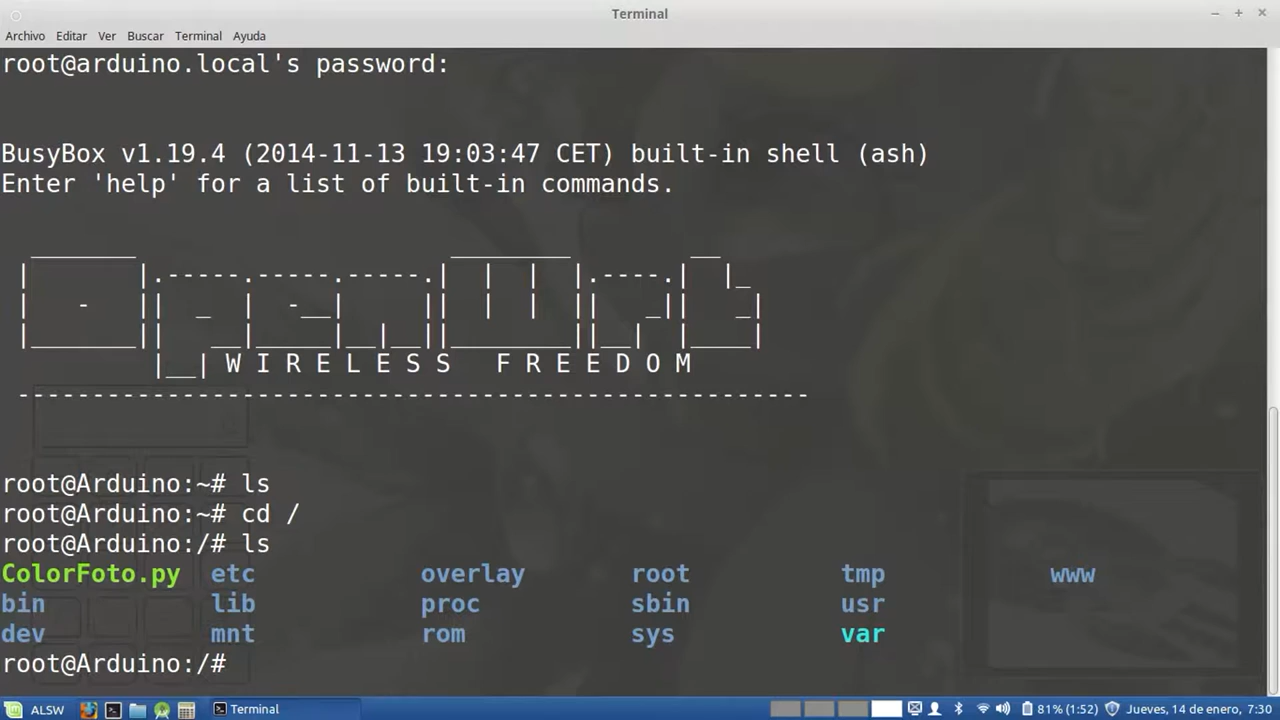 Terminal
Archivo Editar Ver Buscar Terminal Ayuda
root@arduino.local's password:
BusyBox v1.19.4 (2014-11-13 19:03:47 CET) built-in shell (ash)
Enter 'help' for a list of built-in commands.
OpenWrt
W I R E L E S S   F R E E D O M
-----------------------------------------------------
root@Arduino:~# ls
root@Arduino:~# cd /
root@Arduino:/# ls
ColorFoto.py etc overlay root tmp www
bin lib proc sbin usr
dev mnt rom sys var
root@Arduino:/#
ALSW Terminal 81% (1:52) Jueves, 14 de enero, 7:30